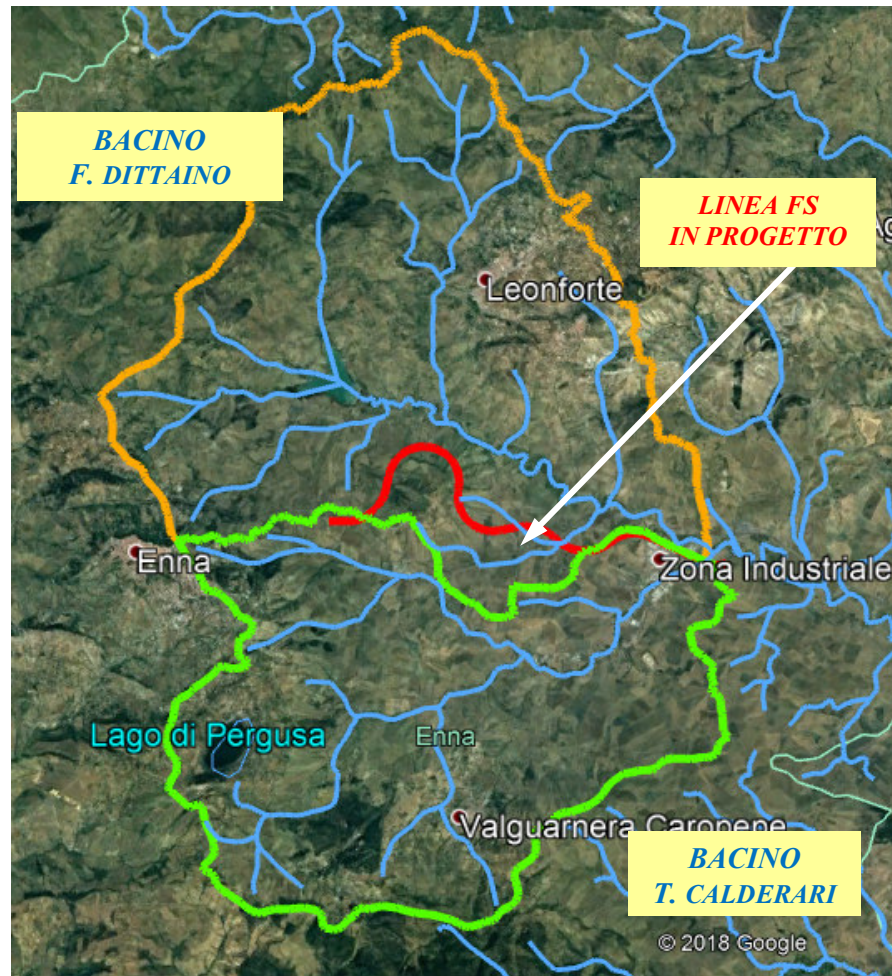 BACINO
F. DITTAINO
LINEA FS
IN PROGETTO
Leonforte
Enna
Zona Industriale
Lago di Pergusa
Enna
Valguarnera Caropepe
BACINO
T. CALDERARI
© 2018 Google